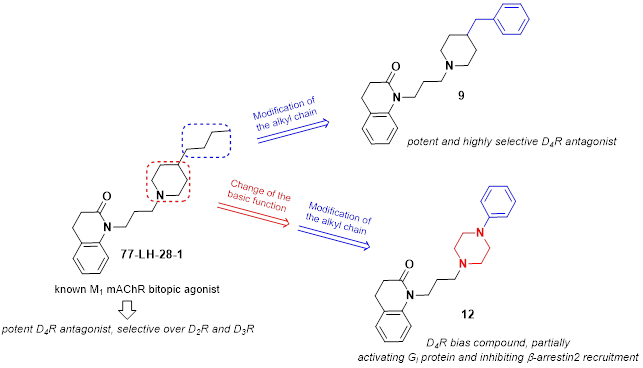 O
N
N
9
potent and highly selective D₄R antagonist
Modification of
the alkyl chain
Change of the
basic function
Modification of
the alkyl chain
N
O
N
77-LH-28-1
known M₁ mAChR bitopic agonist
potent D₄R antagonist, selective over D₂R and D₃R
N
N
O
N
12
D₄R bias compound, partially
activating Gᵢ protein and inhibiting β-arrestin2 recruitment